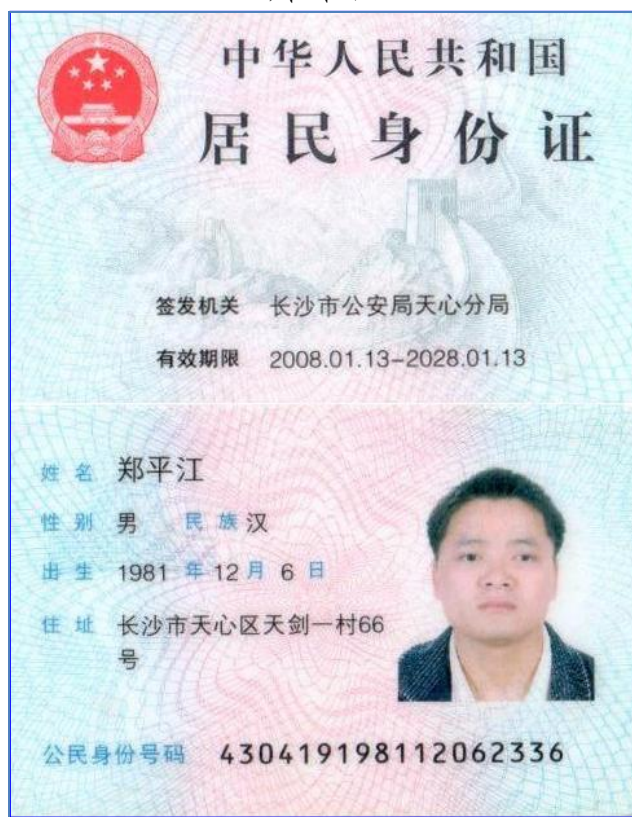 中华人民共和国
居民身份证
签发机关 长沙市公安局天心分局
有效期限 2008.01.13-2028.01.13
姓名 郑平江
性别 男 民族 汉
出生 1981 年 12 月 6 日
住址 长沙市天心区天剑一村66
号
公民身份号码 430419198112062336